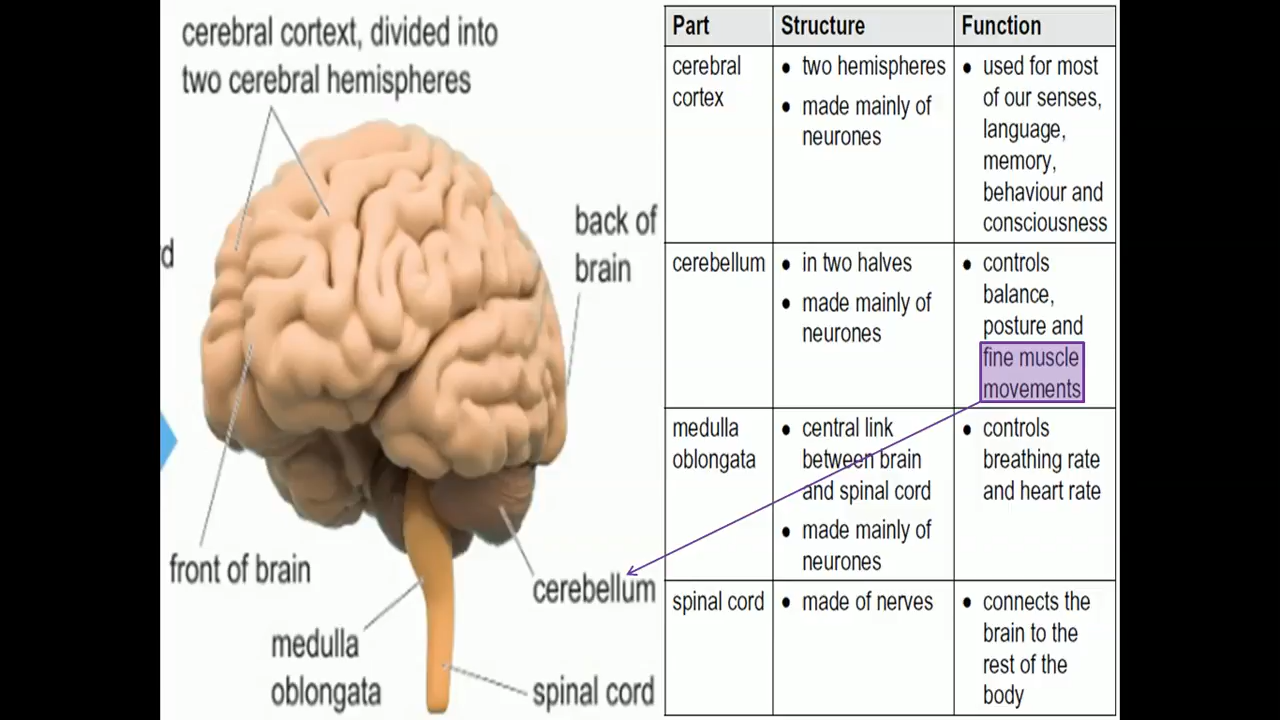 cerebral cortext, divided into
two cerebral hemispheres
back of
brain
d
front of brain
cerebellum
medulla
oblongata
spinal cord
Part Structure Function
cerebral
cortex
• two hemispheres
• made mainly of
neurones
• used for most
of our senses,
language,
memory,
behaviour and
consciousness
cerebellum
• in two halves
• made mainly of
neurones
• controls
balance,
posture and
fine muscle
movements
medulla
oblongata
• central link
between brain
and spinal cord
• made mainly of
neurones
• controls
breathing rate
and heart rate
spinal cord
• made of nerves
• connects the
brain to the
rest of the
body